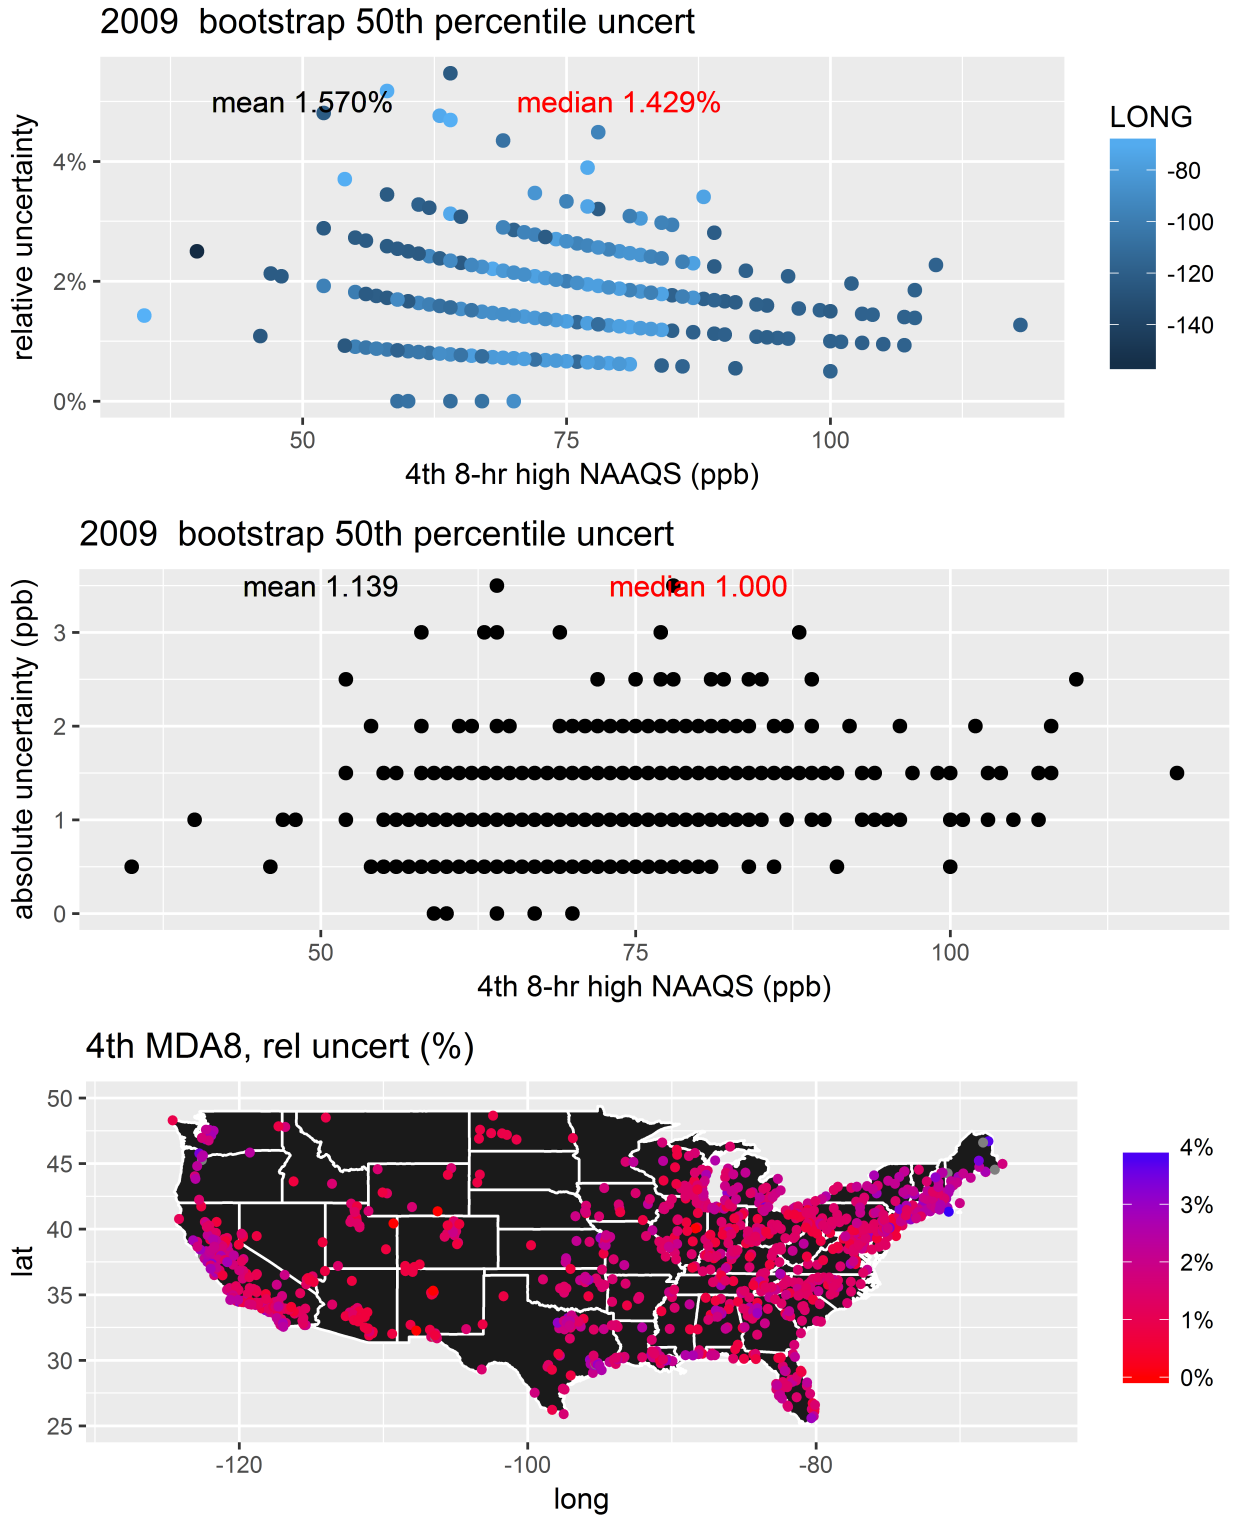 2009  bootstrap 50th percentile uncert
mean 1.570%
median 1.429%
relative uncertainty
4%
2%
0%
50
75
100
4th 8-hr high NAAQS (ppb)
LONG
-80
-100
-120
-140
2009  bootstrap 50th percentile uncert
mean 1.139
median 1.000
absolute uncertainty (ppb)
3
2
1
0
50
75
100
4th 8-hr high NAAQS (ppb)
4th MDA8, rel uncert (%)
lat
50
45
40
35
30
25
-120
-100
-80
long
4%
3%
2%
1%
0%